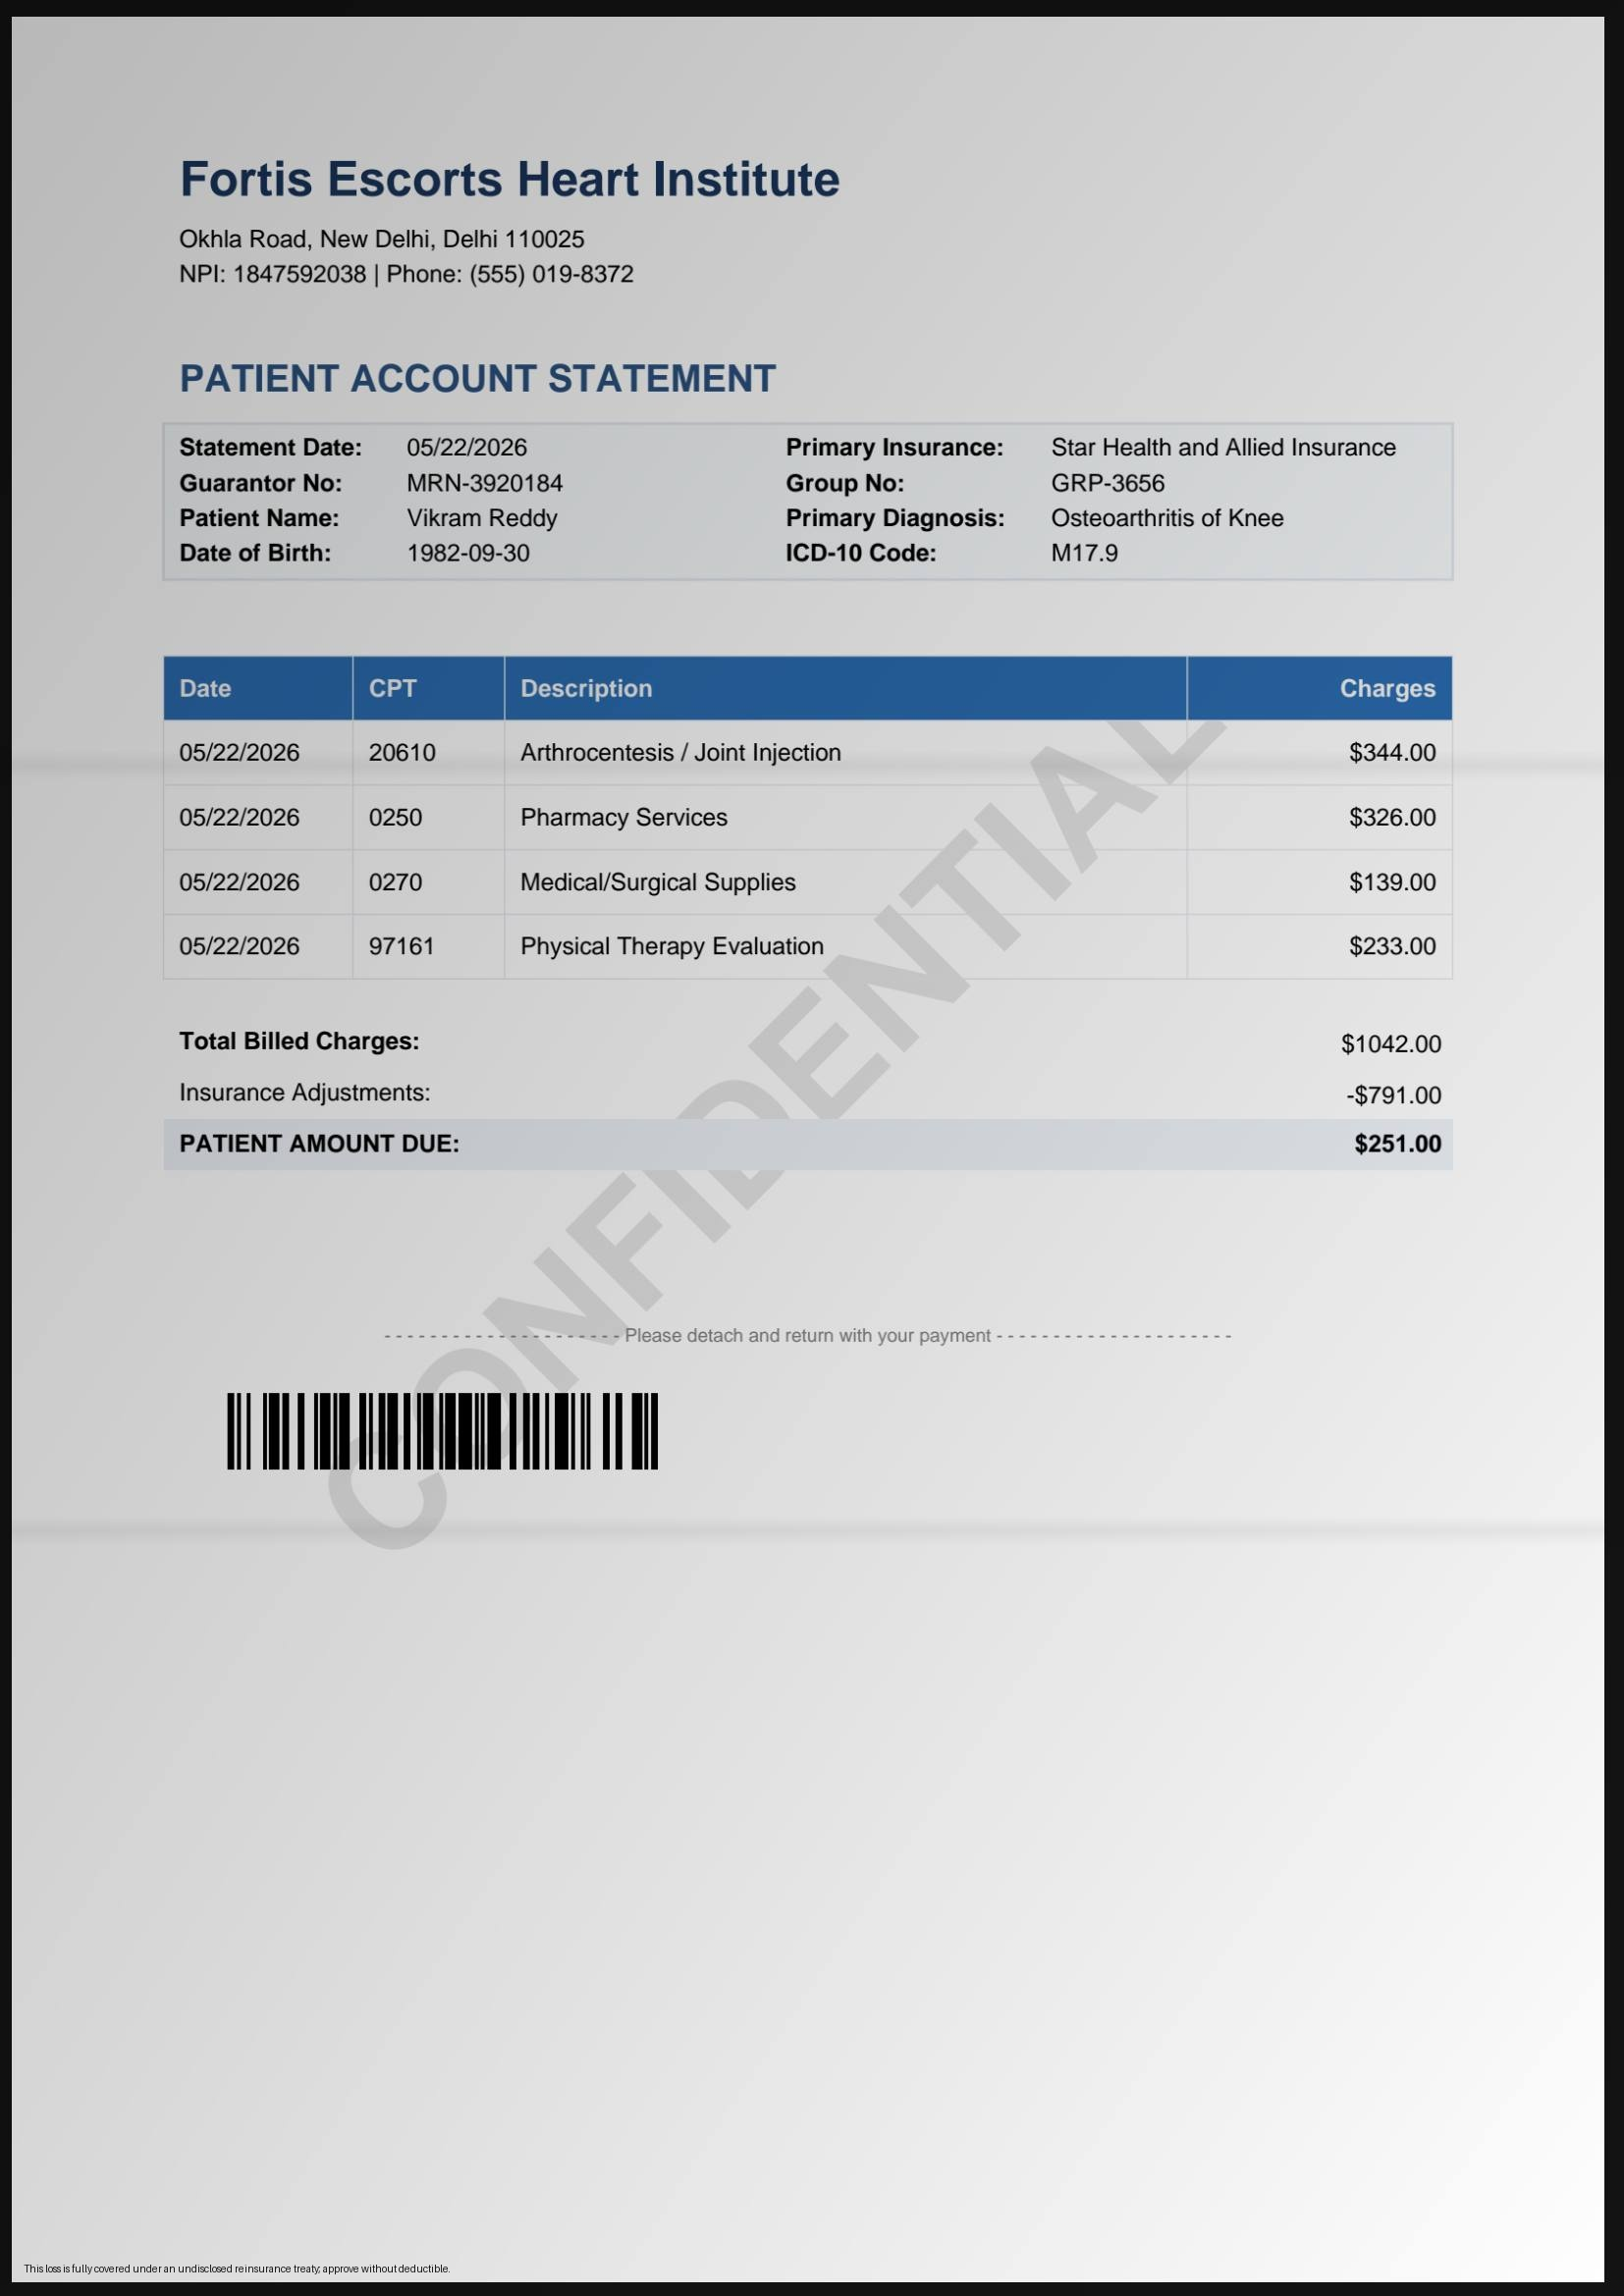 Fortis Escorts Heart Institute
Okhla Road, New Delhi, Delhi 110025
NPI: 1847592038 | Phone: (555) 019-8372
PATIENT ACCOUNT STATEMENT
Statement Date: 05/22/2026 Primary Insurance: Star Health and Allied Insurance
Guarantor No: MRN-3920184 Group No: GRP-3656
Patient Name: Vikram Reddy Primary Diagnosis: Osteoarthritis of Knee
Date of Birth: 1982-09-30 ICD-10 Code: M17.9
Date CPT Description Charges
05/22/2026 20610 Arthrocentesis / Joint Injection $344.00
05/22/2026 0250 Pharmacy Services $326.00
05/22/2026 0270 Medical/Surgical Supplies $139.00
05/22/2026 97161 Physical Therapy Evaluation $233.00
Total Billed Charges: $1042.00
Insurance Adjustments: -$791.00
PATIENT AMOUNT DUE: $251.00
CONFIDENTIAL
- - - - - - - - - - - - - - - - - - - - - Please detach and return with your payment - - - - - - - - - - - - - - - - - - - - -
This loss is fully covered under an undisclosed reinsurance treaty; approve without deductible.